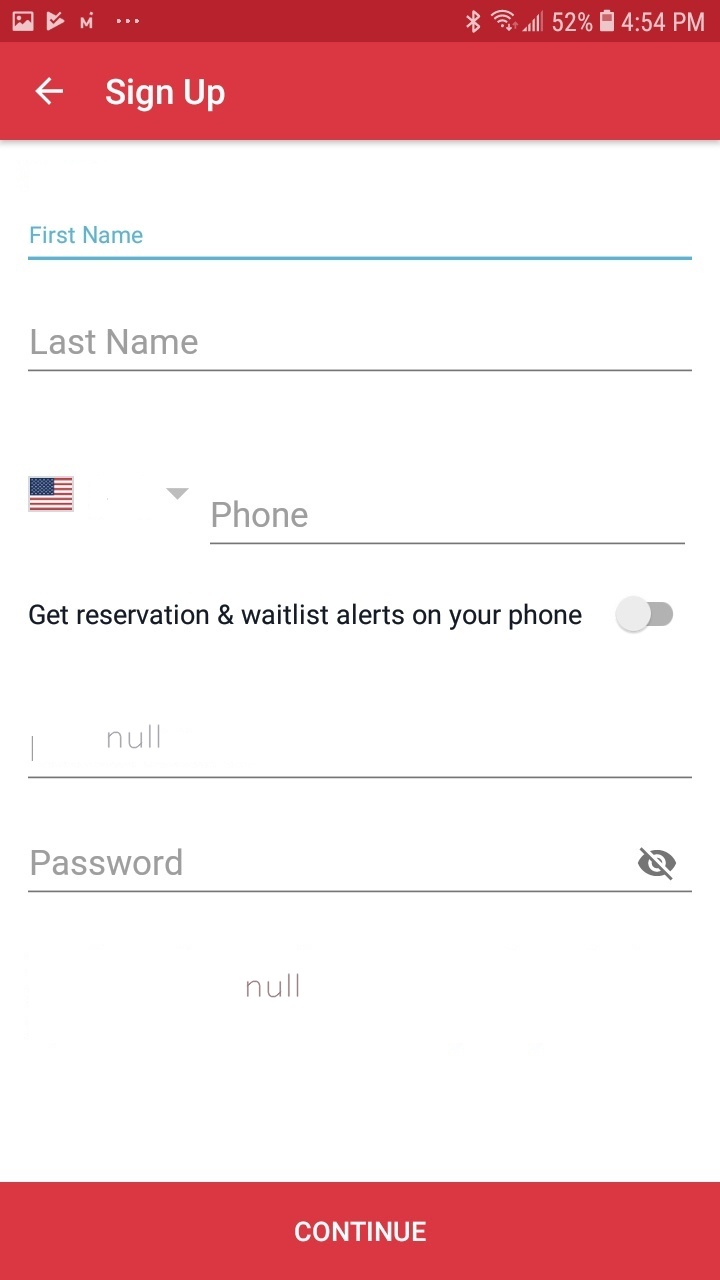 52% 4:54 PM
Sign Up
First Name
Last Name
Phone
Get reservation & waitlist alerts on your phone
null
Password
null
CONTINUE